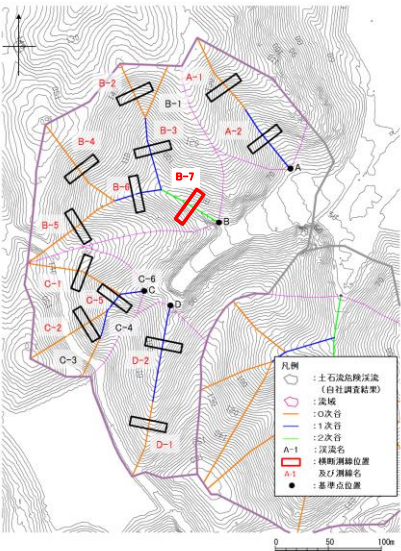 B-2
A-1
B-1
B-3
A-2
B-4
A
B-7
B-6
B
B-5
C-1
C-6
C
C-5
D
C-2
C-4
C-3
D-2
D-1
凡例
：土石流危険渓流
（自社調査結果）
：流域
：0次谷
：1次谷
：2次谷
A-1 ：渓流名
：横断測線位置
A-1 及び測線名
：基準点位置
0 50 100m